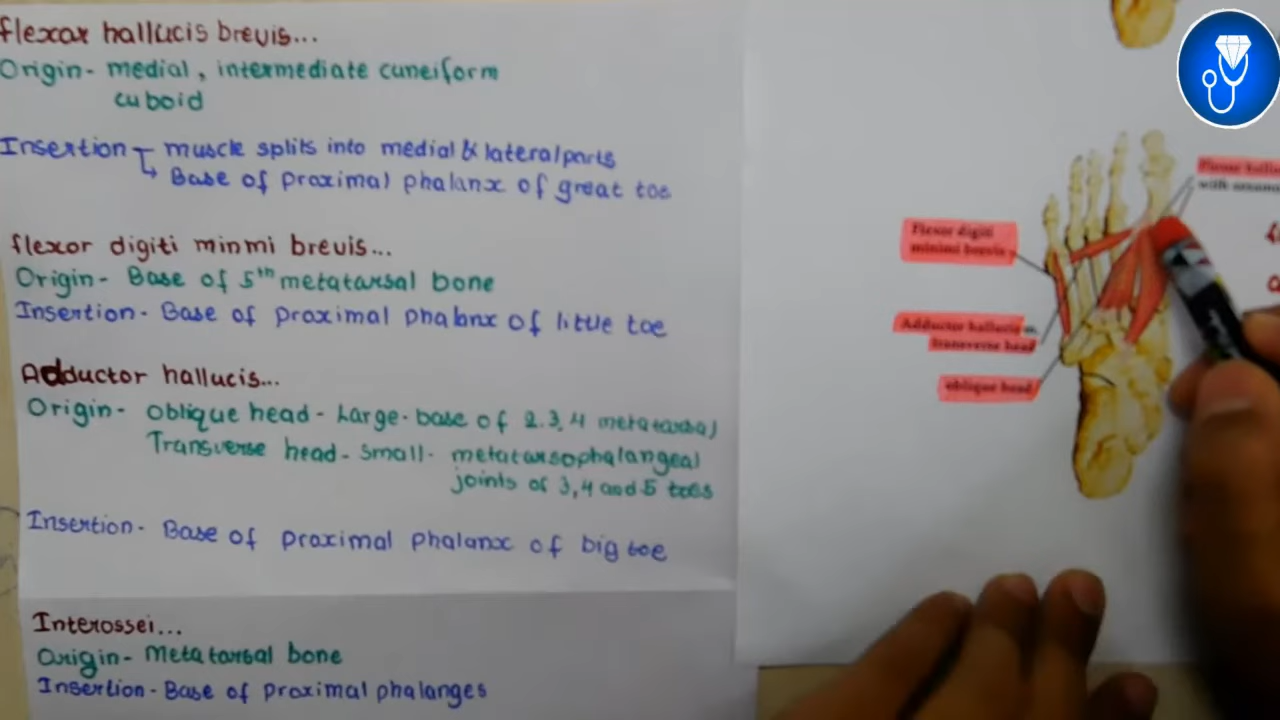 flexor hallucis brevis...
Origin- medial, intermediate cuneiform
cuboid
Insertion muscle splits into medial & lateral parts
Base of proximal phalanx of great toe
flexor digiti minmi brevis...
Origin- Base of 5th metatarsal bone
Insertion- Base of proximal phalanx of little toe
Adductor hallucis...
Origin- oblique head- Large- base of 2.3,4 metatarsal
Transverse head- small- metatarsophalangeal
joints of 3,4 and 5 toes
Insertion- Base of proximal phalanx of big toe
Interossei...
Origin- Metatarsal bone
Insertion- Base of proximal phalanges
Flexor digiti
minimi brevis
Adductor hallucis
transverse head
oblique head
Flexor
with